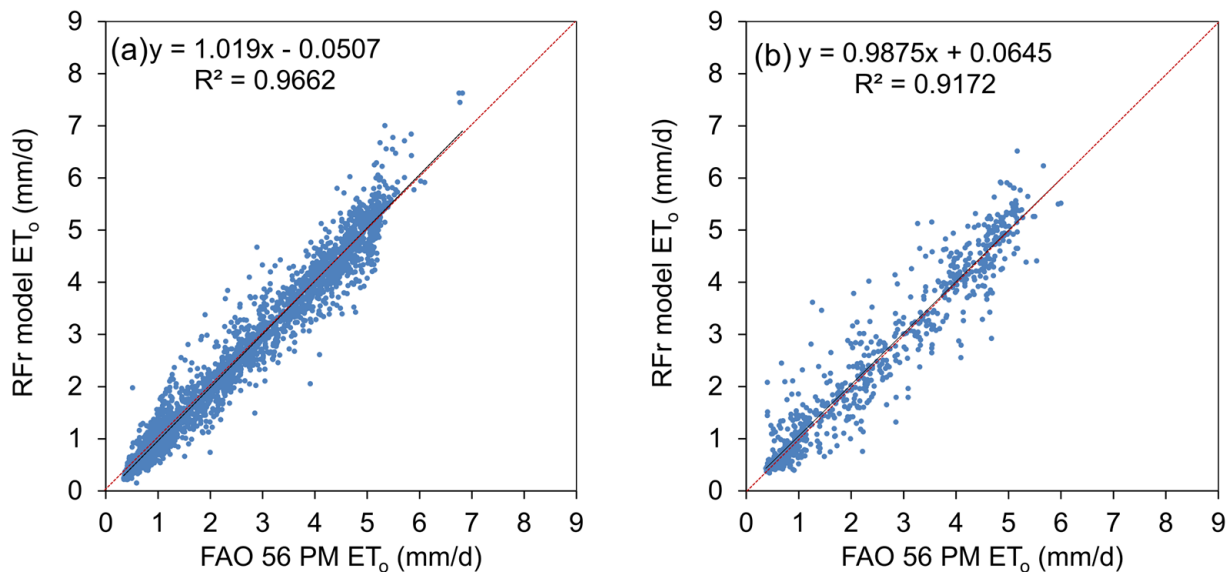 (a) y = 1.019x - 0.0507
R² = 0.9662
9
8
7
6
5
4
3
2
1
0
RFr model ETₒ (mm/d)
0 1 2 3 4 5 6 7 8 9
FAO 56 PM ETₒ (mm/d)
(b) y = 0.9875x + 0.0645
R² = 0.9172
9
8
7
6
5
4
3
2
1
0
RFr model ETₒ (mm/d)
0 1 2 3 4 5 6 7 8 9
FAO 56 PM ETₒ (mm/d)